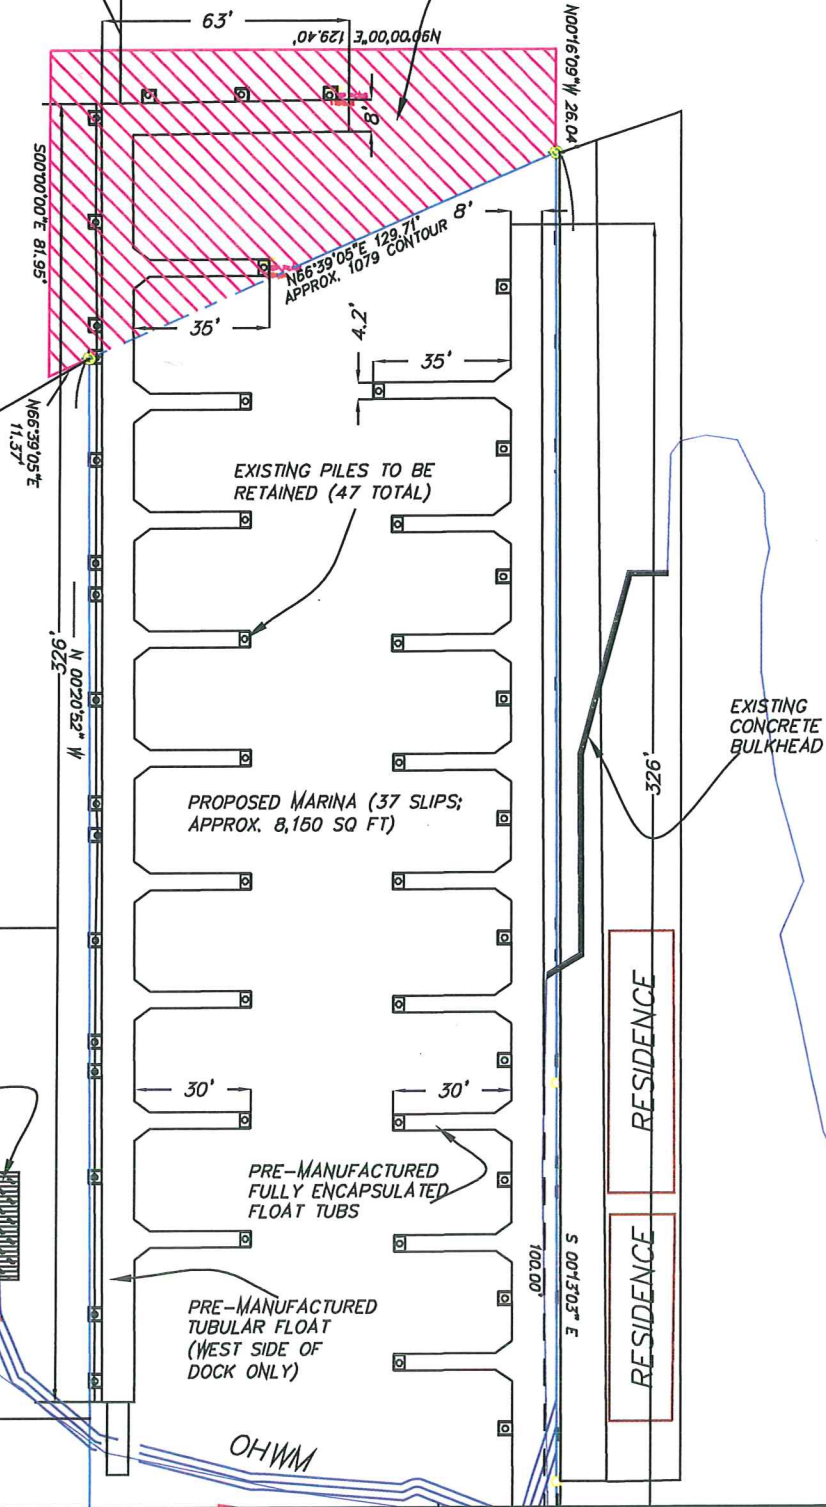 63'
N90°00'00"E 129.40'
N00°16'09"W 26.04
8'
S00°00'00"E 81.95'
N66°39'05"E 129.71'
APPROX. 1079 CONTOUR
8'
35'
4.2'
35'
N66°39'05"E
11.37'
EXISTING PILES TO BE
RETAINED (47 TOTAL)
326'
N 00°20'52" W
EXISTING
CONCRETE
BULKHEAD
326'
PROPOSED MARINA (37 SLIPS;
APPROX. 8,150 SQ FT)
RESIDENCE
30'
30'
PRE-MANUFACTURED
FULLY ENCAPSULATED
FLOAT TUBS
100.00'
S 00°13'03" E
RESIDENCE
PRE-MANUFACTURED
TUBULAR FLOAT
(WEST SIDE OF
DOCK ONLY)
OHWM